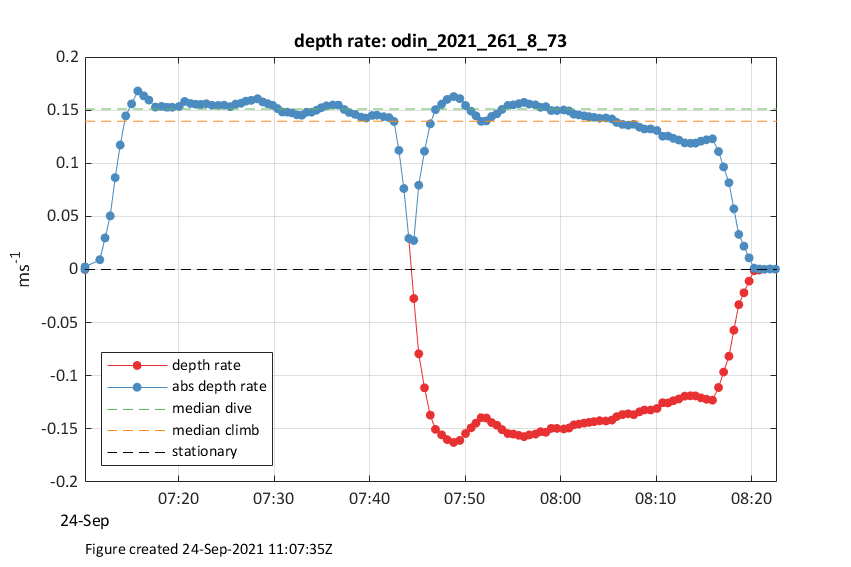 depth rate: odin_2021_261_8_73
0.2
0.15
0.1
0.05
0
-0.05
-0.1
-0.15
-0.2
ms-1
depth rate
abs depth rate
median dive
median climb
stationary
07:20 07:30 07:40 07:50 08:00 08:10 08:20
24-Sep
Figure created 24-Sep-2021 11:07:35Z